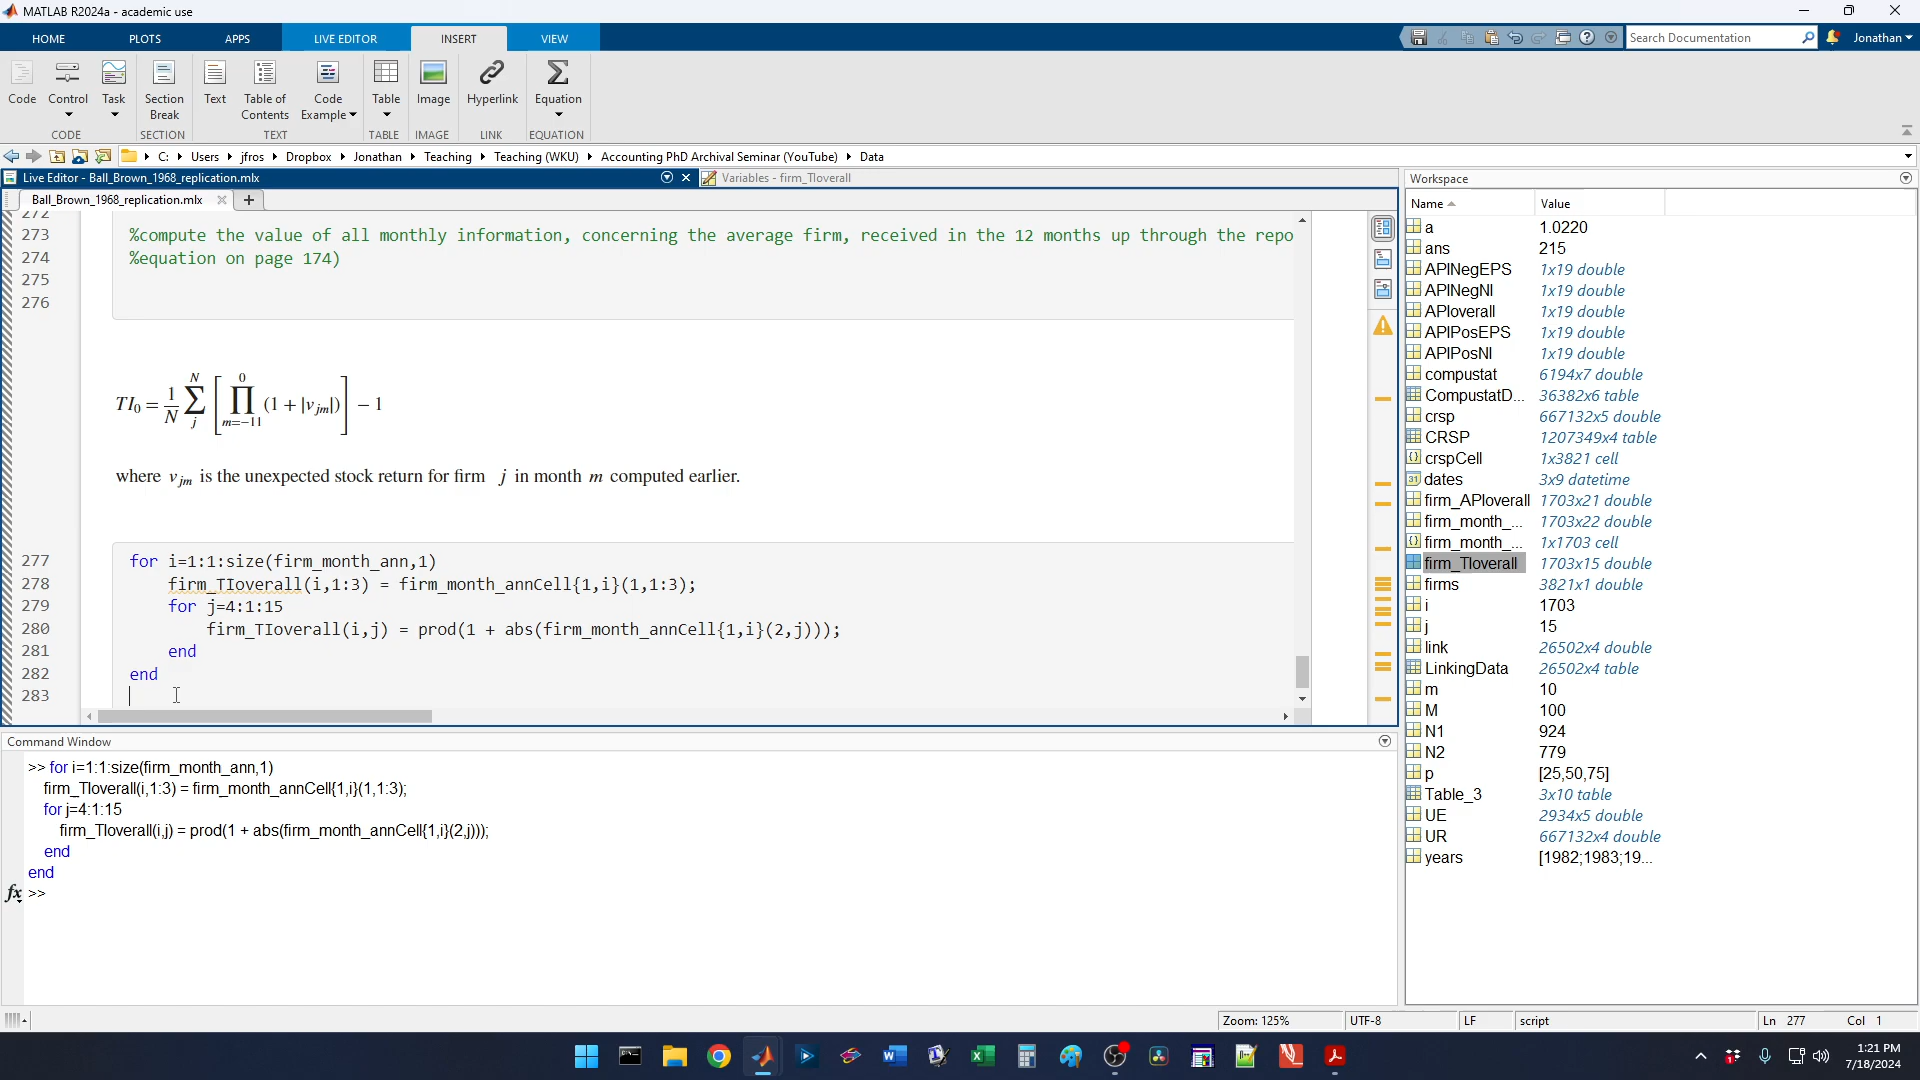 MATLAB R2024a - academic use
HOME PLOTS APPS LIVE EDITOR INSERT VIEW
Search Documentation Jonathan
Code Control Task Section Break Text Table of Contents Code Example Table Image Hyperlink Equation
CODE SECTION TEXT TABLE IMAGE LINK EQUATION
C: Users jfros Dropbox Jonathan Teaching Teaching (WKU) Accounting PhD Archival Seminar (YouTube) Data
Live Editor - Ball_Brown_1968_replication.mlx
Variables - firm_TIoverall
Ball_Brown_1968_replication.mlx
272
273 %compute the value of all monthly information, concerning the average firm, received in the 12 months up through the repo
274 %equation on page 174)
275
276
TI₀ = 1/N ∑_j^N [∏_{m=−11}^0 (1 + |v_jm|)] − 1
where v_jm is the unexpected stock return for firm j in month m computed earlier.
277 for i=1:1:size(firm_month_ann,1)
278 firm_TIoverall(i,1:3) = firm_month_annCell{1,i}(1,1:3);
279 for j=4:1:15
280 firm_TIoverall(i,j) = prod(1 + abs(firm_month_annCell{1,i}(2,j)));
281 end
282 end
283
Command Window
>> for i=1:1:size(firm_month_ann,1)
firm_TIoverall(i,1:3) = firm_month_annCell{1,i}(1,1:3);
for j=4:1:15
firm_TIoverall(i,j) = prod(1 + abs(firm_month_annCell{1,i}(2,j)));
end
end
fx >>
Workspace
Name Value
a 1.0220
ans 215
APINegEPS 1x19 double
APINegNI 1x19 double
APIoverall 1x19 double
APIPosEPS 1x19 double
APIPosNI 1x19 double
compustat 6194x7 double
CompustatD... 36382x6 table
crsp 667132x5 double
CRSP 1207349x4 table
crspCell 1x3821 cell
dates 3x9 datetime
firm_APIoverall 1703x21 double
firm_month_... 1703x22 double
firm_month_... 1x1703 cell
firm_TIoverall 1703x15 double
firms 3821x1 double
i 1703
j 15
link 26502x4 double
LinkingData 26502x4 table
m 10
M 100
N1 924
N2 779
p [25,50,75]
Table_3 3x10 table
UE 2934x5 double
UR 667132x4 double
years [1982;1983;19...
Zoom: 125% UTF-8 LF script Ln 277 Col 1
1:21 PM
7/18/2024